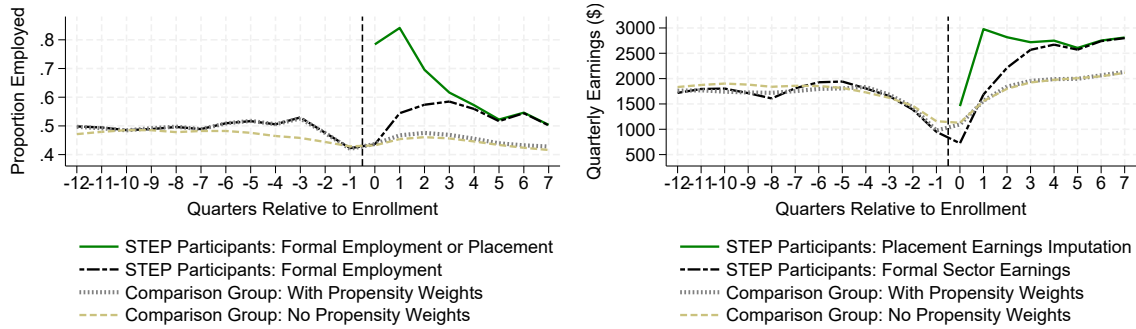 Proportion Employed
.8
.7
.6
.5
.4
-12 -11 -10 -9 -8 -7 -6 -5 -4 -3 -2 -1 0 1 2 3 4 5 6 7
Quarters Relative to Enrollment
STEP Participants: Formal Employment or Placement
STEP Participants: Formal Employment
Comparison Group: With Propensity Weights
Comparison Group: No Propensity Weights
Quarterly Earnings ($)
3000
2500
2000
1500
1000
500
-12 -11 -10 -9 -8 -7 -6 -5 -4 -3 -2 -1 0 1 2 3 4 5 6 7
Quarters Relative to Enrollment
STEP Participants: Placement Earnings Imputation
STEP Participants: Formal Sector Earnings
Comparison Group: With Propensity Weights
Comparison Group: No Propensity Weights